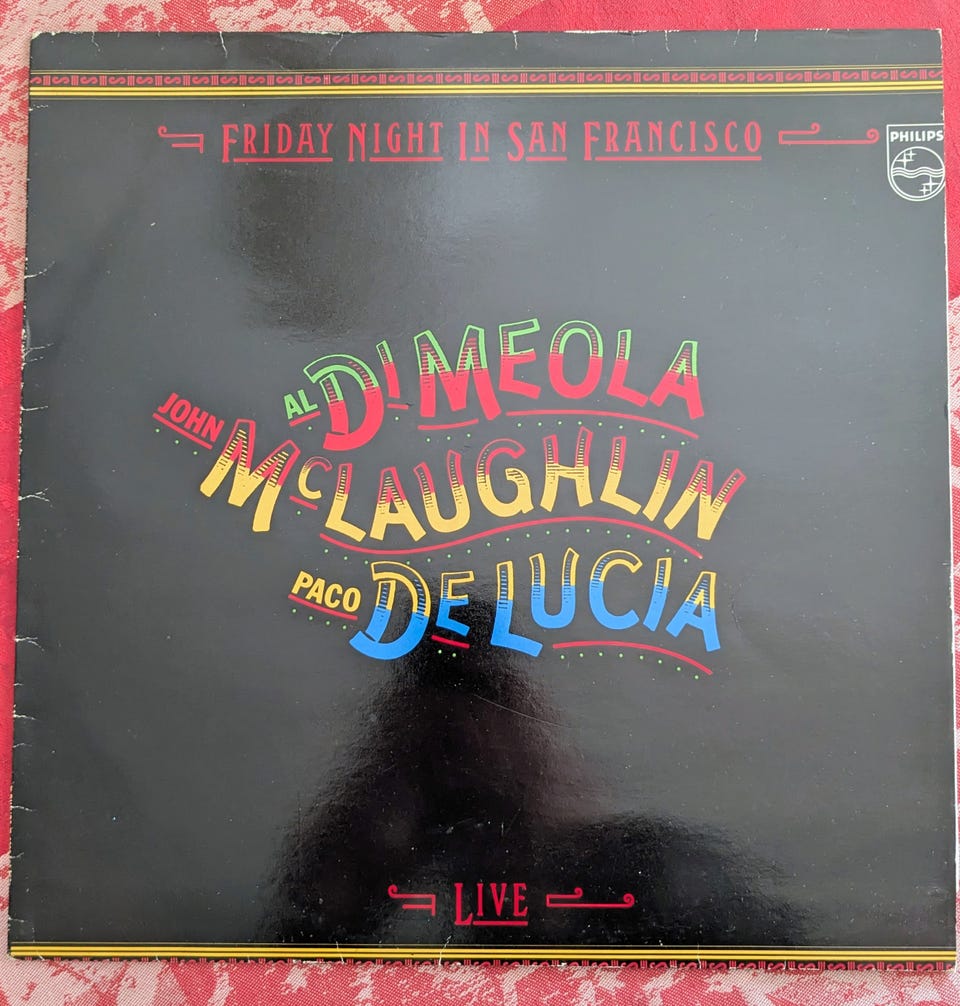 FRIDAY NIGHT IN SAN FRANCISCO
PHILIPS
AL DI MEOLA
JOHN MCLAUGHLIN
PACO DE LUCIA
LIVE